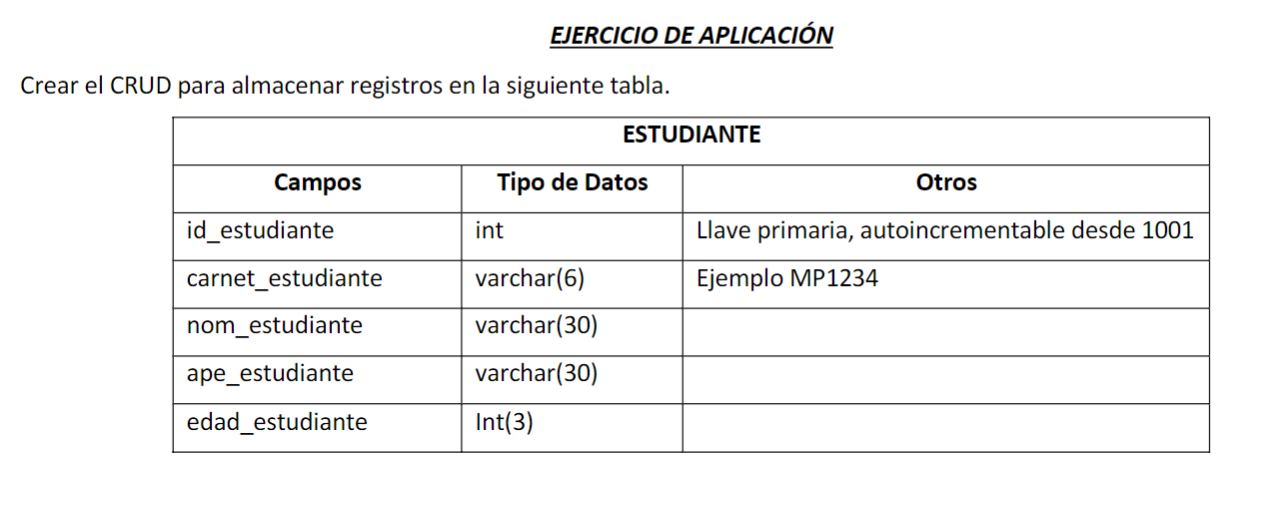 EJERCICIO DE APLICACIÓN
Crear el CRUD para almacenar registros en la siguiente tabla.
ESTUDIANTE
Campos Tipo de Datos Otros
id_estudiante int Llave primaria, autoincrementable desde 1001
carnet_estudiante varchar(6) Ejemplo MP1234
nom_estudiante varchar(30)
ape_estudiante varchar(30)
edad_estudiante Int(3)